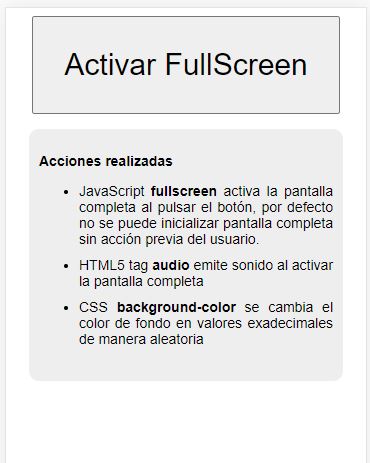 Activar FullScreen
Acciones realizadas
JavaScript fullscreen activa la pantalla
completa al pulsar el botón, por defecto
no se puede inicializar pantalla completa
sin acción previa del usuario.
HTML5 tag audio emite sonido al activar
la pantalla completa
CSS background-color se cambia el
color de fondo en valores exadecimales
de manera aleatoria